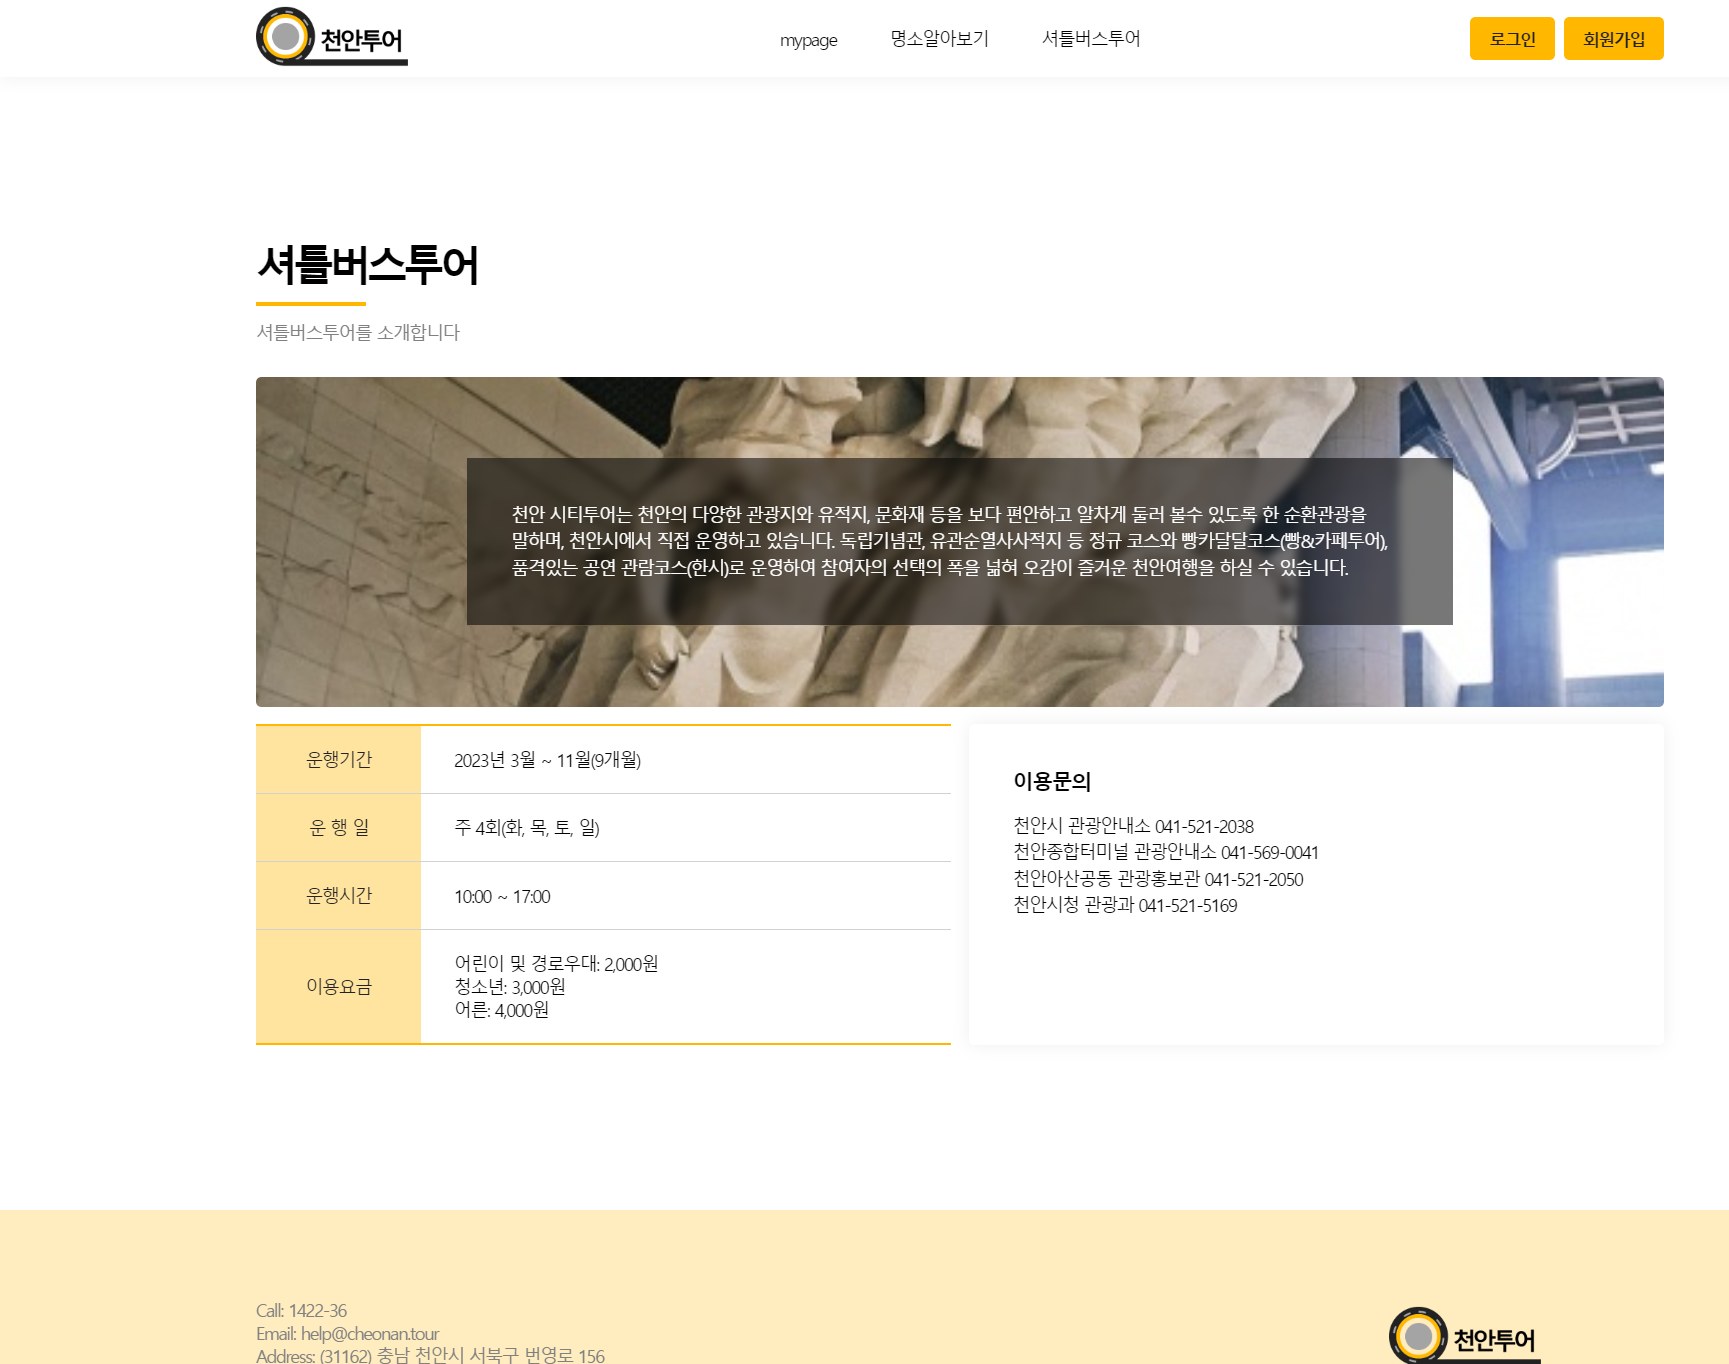 천안투어
mypage
명소알아보기
셔틀버스투어
로그인
회원가입
셔틀버스투어
셔틀버스투어를 소개합니다
천안 시티투어는 천안의 다양한 관광지와 유적지, 문화재 등을 보다 편안하고 알차게 둘러 볼수 있도록 한 순환관광을
말하며, 천안시에서 직접 운영하고 있습니다. 독립기념관, 유관순열사사적지 등 정규 코스와 빵카달달코스(빵&카페투어),
품격있는 공연 관람코스(한시)로 운영하여 참여자의 선택의 폭을 넓혀 오감이 즐거운 천안여행을 하실 수 있습니다.
운행기간
2023년 3월 ~ 11월(9개월)
운 행 일
주 4회(화, 목, 토, 일)
운행시간
10:00 ~ 17:00
이용요금
어린이 및 경로우대: 2,000원
청소년: 3,000원
어른: 4,000원
이용문의
천안시 관광안내소 041-521-2038
천안종합터미널 관광안내소 041-569-0041
천안아산공동 관광홍보관 041-521-2050
천안시청 관광과 041-521-5169
Call: 1422-36
Email: help@cheonan.tour
Address: (31162) 충남 천안시 서북구 번영로 156
천안투어